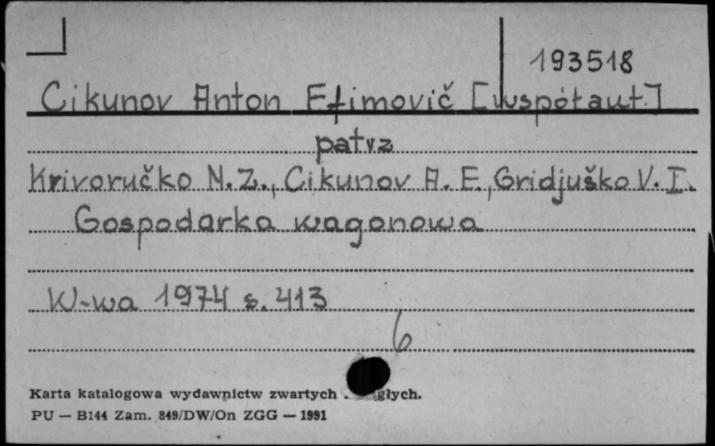 193518
Cikunov Anton Efimovič [współaut.]
patrz
Krivoručko N.Z., Cikunov A.E., Gridjuško V.I.
Gospodarka wagonowa
W-wa 1974 s. 413
6
Karta katalogowa wydawnictw zwartych głych.
PU — B144 Zam. 849/DW/On ZGG — 1991